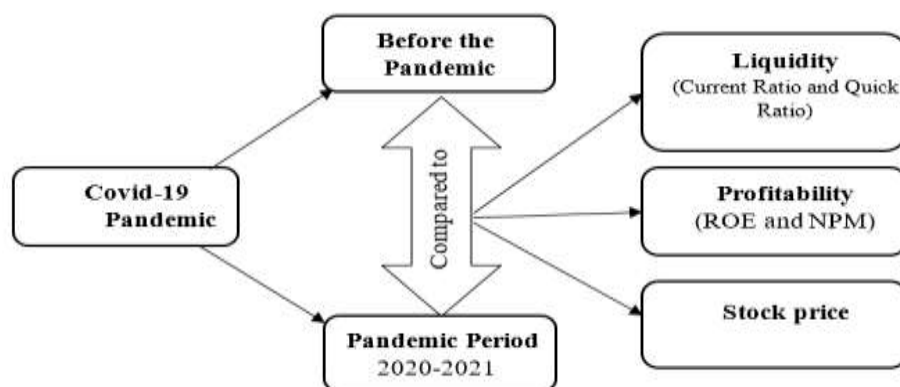 Before the
Pandemic
Liquidity
(Current Ratio and Quick
Ratio)
Covid-19
Pandemic
Compared to
Profitability
(ROE and NPM)
Stock price
Pandemic Period
2020-2021